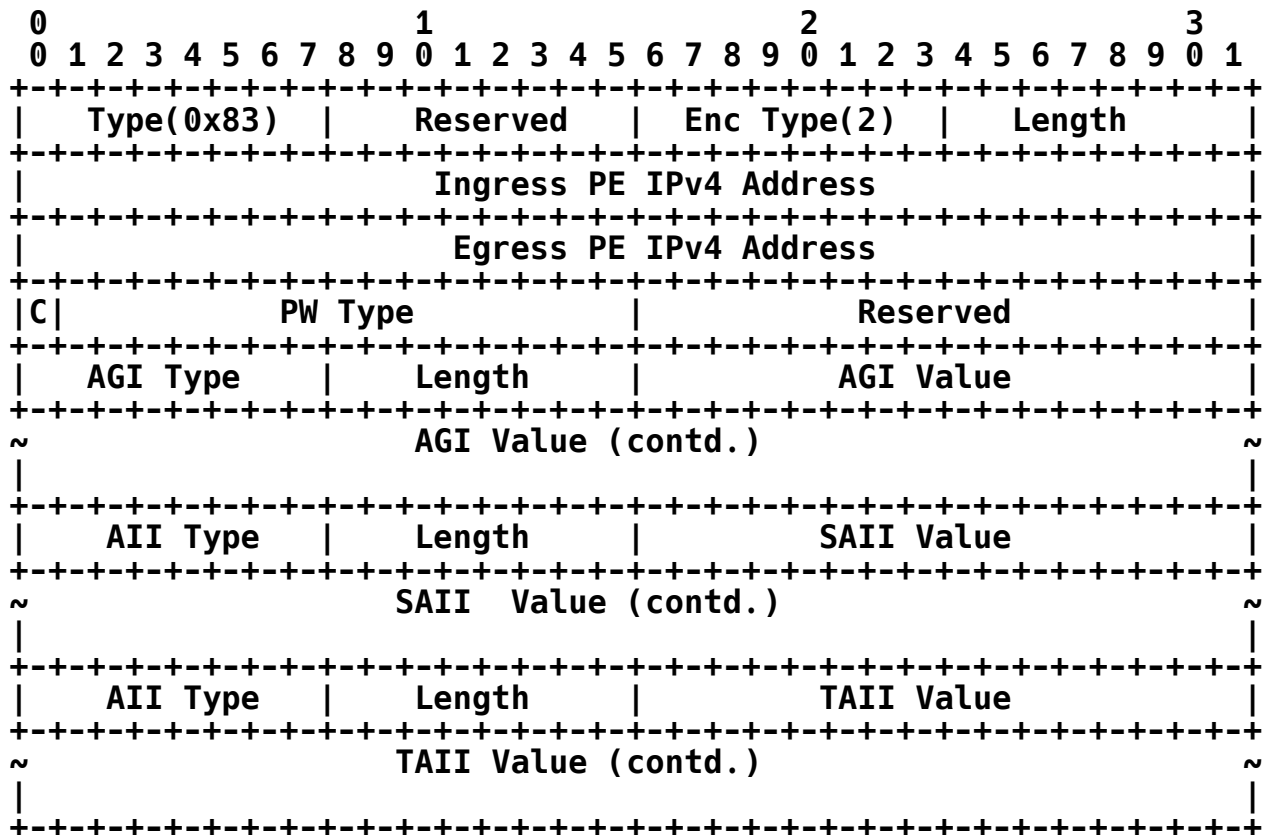 0                   1                   2                   3
 0 1 2 3 4 5 6 7 8 9 0 1 2 3 4 5 6 7 8 9 0 1 2 3 4 5 6 7 8 9 0 1
+-+-+-+-+-+-+-+-+-+-+-+-+-+-+-+-+-+-+-+-+-+-+-+-+-+-+-+-+-+-+-+-+
|   Type(0x83)  |    Reserved   |  Enc Type(2)  |   Length      |
+-+-+-+-+-+-+-+-+-+-+-+-+-+-+-+-+-+-+-+-+-+-+-+-+-+-+-+-+-+-+-+-+
|                     Ingress PE IPv4 Address                   |
+-+-+-+-+-+-+-+-+-+-+-+-+-+-+-+-+-+-+-+-+-+-+-+-+-+-+-+-+-+-+-+-+
|                      Egress PE IPv4 Address                   |
+-+-+-+-+-+-+-+-+-+-+-+-+-+-+-+-+-+-+-+-+-+-+-+-+-+-+-+-+-+-+-+-+
|C|           PW Type           |           Reserved            |
+-+-+-+-+-+-+-+-+-+-+-+-+-+-+-+-+-+-+-+-+-+-+-+-+-+-+-+-+-+-+-+-+
|   AGI Type    |    Length     |          AGI Value            |
+-+-+-+-+-+-+-+-+-+-+-+-+-+-+-+-+-+-+-+-+-+-+-+-+-+-+-+-+-+-+-+-+
~                    AGI Value (contd.)                         ~
|                                                               |
+-+-+-+-+-+-+-+-+-+-+-+-+-+-+-+-+-+-+-+-+-+-+-+-+-+-+-+-+-+-+-+-+
|    AII Type   |    Length     |         SAII Value            |
+-+-+-+-+-+-+-+-+-+-+-+-+-+-+-+-+-+-+-+-+-+-+-+-+-+-+-+-+-+-+-+-+
~                   SAII  Value (contd.)                        ~
|                                                               |
+-+-+-+-+-+-+-+-+-+-+-+-+-+-+-+-+-+-+-+-+-+-+-+-+-+-+-+-+-+-+-+-+
|    AII Type   |    Length     |         TAII Value            |
+-+-+-+-+-+-+-+-+-+-+-+-+-+-+-+-+-+-+-+-+-+-+-+-+-+-+-+-+-+-+-+-+
~                   TAII Value (contd.)                         ~
|                                                               |
+-+-+-+-+-+-+-+-+-+-+-+-+-+-+-+-+-+-+-+-+-+-+-+-+-+-+-+-+-+-+-+-+